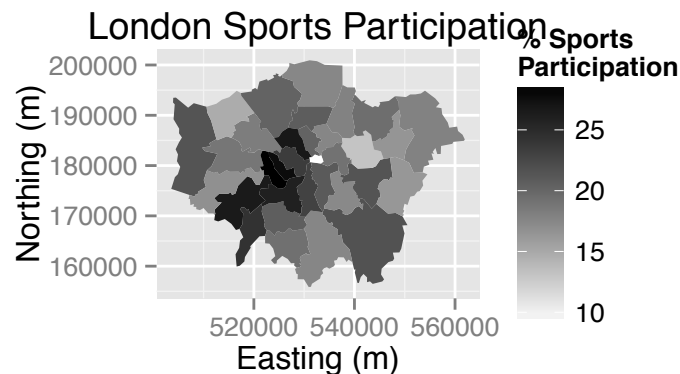 London Sports Participation
% Sports
Participation
200000
190000
180000
170000
160000
Northing (m)
520000 540000 560000
Easting (m)
25
20
15
10